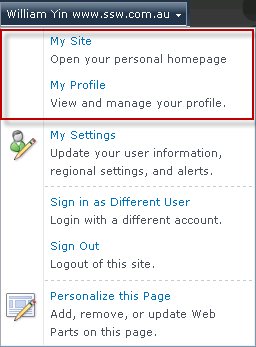 William Yin www.ssw.com.au
My Site
Open your personal homepage
My Profile
View and manage your profile.
My Settings
Update your user information,
regional settings, and alerts.
Sign in as Different User
Login with a different account.
Sign Out
Logout of this site.
Personalize this Page
Add, remove, or update Web
Parts on this page.